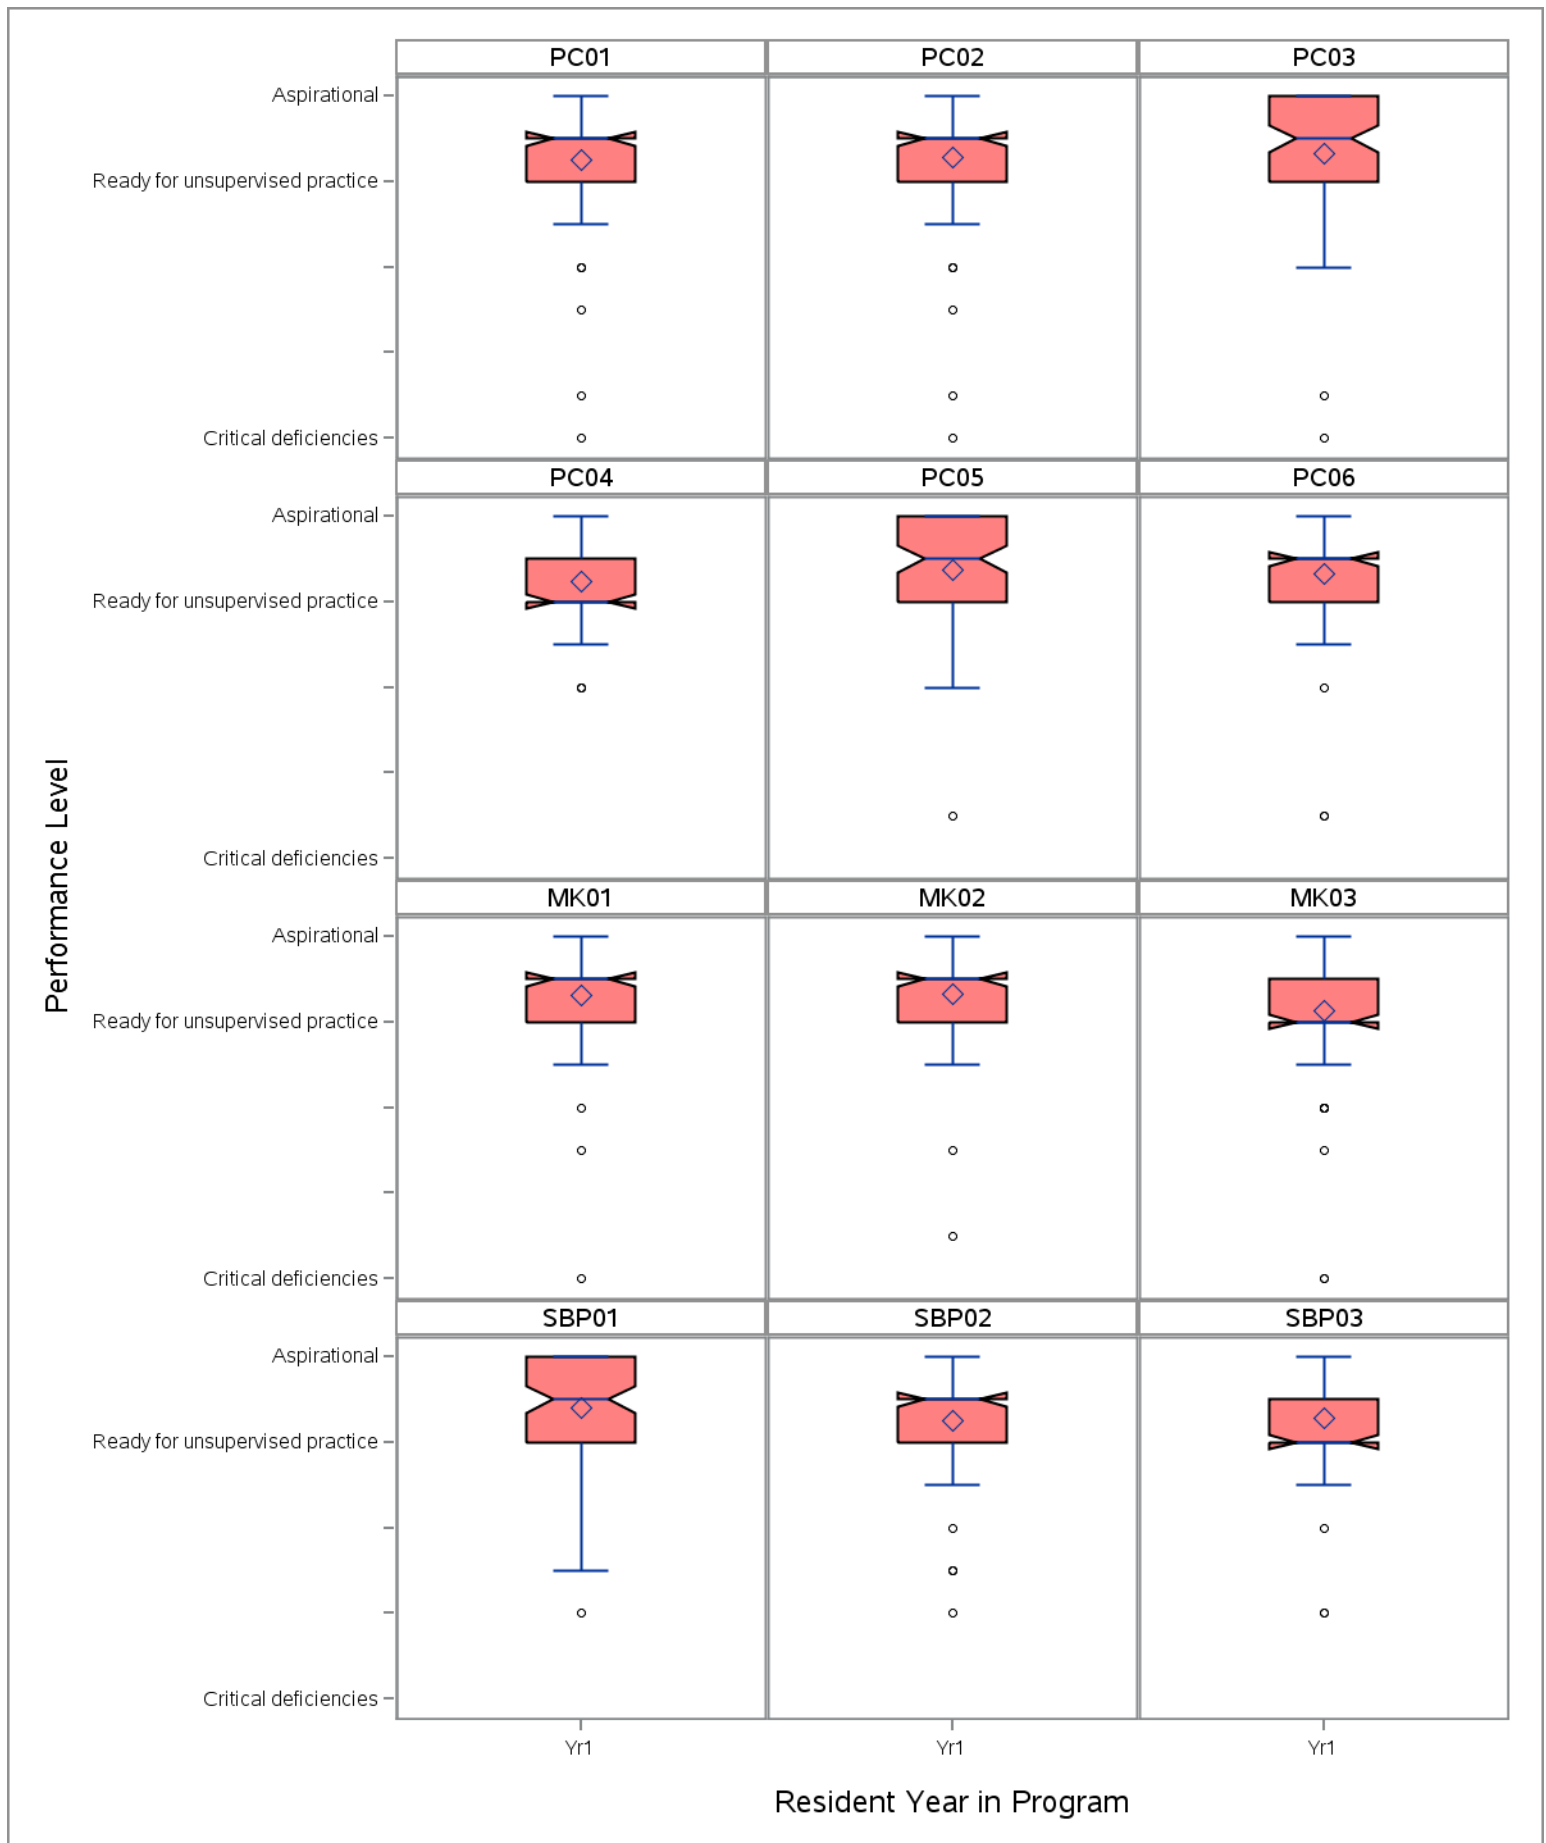 PC01 PC02 PC03
Aspirational
Ready for unsupervised practice
Critical deficiencies
PC04 PC05 PC06
Aspirational
Ready for unsupervised practice
Critical deficiencies
MK01 MK02 MK03
Aspirational
Ready for unsupervised practice
Critical deficiencies
SBP01 SBP02 SBP03
Aspirational
Ready for unsupervised practice
Critical deficiencies
Performance Level
Yr1 Yr1 Yr1
Resident Year in Program